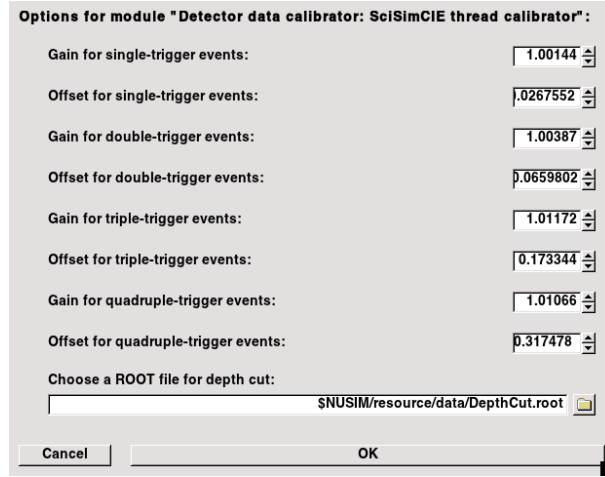 Options for module "Detector data calibrator: SciSimCIE thread calibrator":
Gain for single-trigger events: 1.00144
Offset for single-trigger events: .0267552
Gain for double-trigger events: 1.00387
Offset for double-trigger events: 0.0659802
Gain for triple-trigger events: 1.01172
Offset for triple-trigger events: 0.173344
Gain for quadruple-trigger events: 1.01066
Offset for quadruple-trigger events: 0.317478
Choose a ROOT file for depth cut:
$NUSIM/resource/data/DepthCut.root
Cancel OK